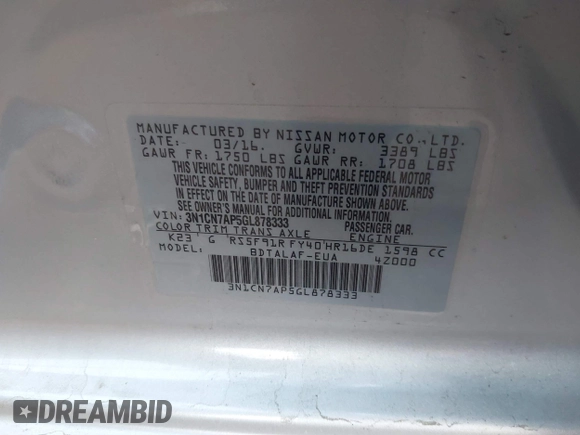 MANUFACTURED BY NISSAN MOTOR CO., LTD.
DATE: 03/16. GVWR: 3389 LBS
GAWR FR: 1750 LBS GAWR RR: 1708 LBS
THIS VEHICLE CONFORMS TO ALL APPLICABLE FEDERAL MOTOR
VEHICLE SAFETY, BUMPER AND THEFT PREVENTION STANDARDS
IN EFFECT ON THE DATE OF MANUFACTURE SHOWN ABOVE.
SEE OWNER'S MANUAL FOR ADDITIONAL INFORMATION.
VIN: 3N1CN7AP5GL878333 PASSENGER CAR.
COLOR TRIM TRANS AXLE ENGINE
K23 G RS5F91R FY40 HR16DE 1598 CC
MODEL: BDTALAF-EUA 42000
3N1CN7AP5GL878333
DREAMBID